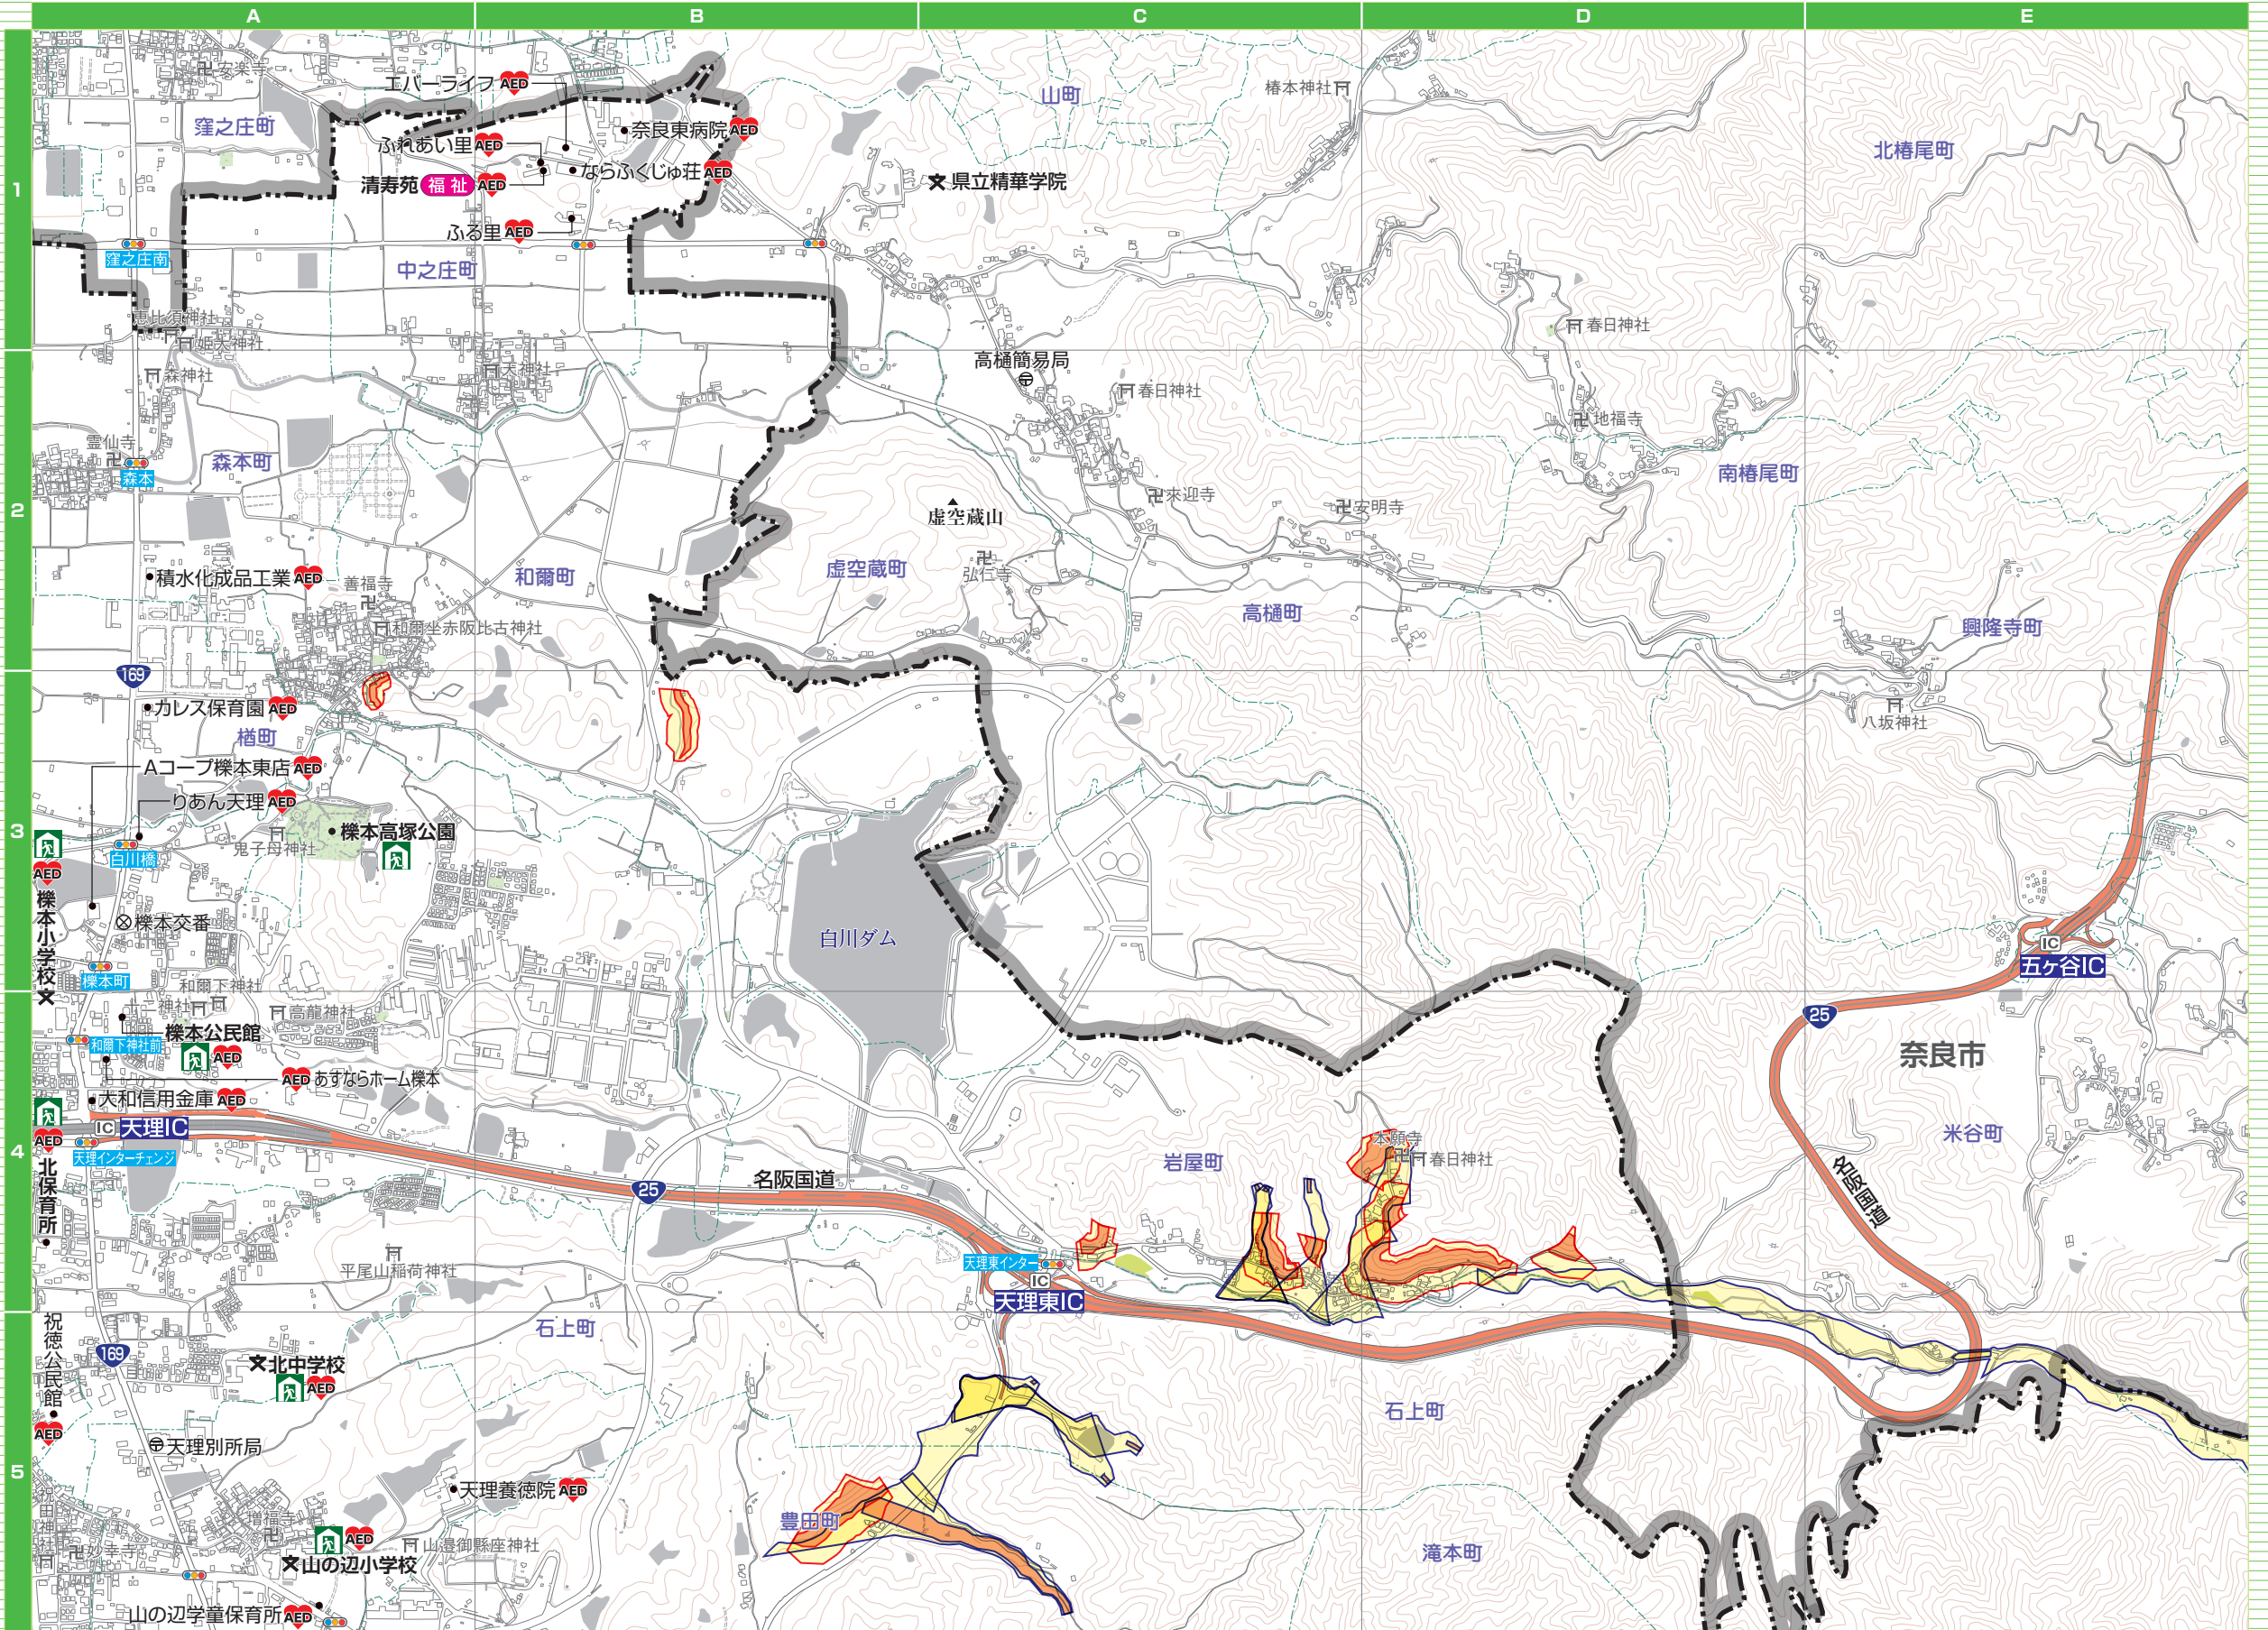 A
B
C
D
E
1
2
3
4
5
安楽寺
エバーライフ AED
山町
椿本神社
窪之庄町
奈良東病院 AED
北椿尾町
ふれあい里 AED
ならふくじゅ荘 AED
清寿苑 福祉 AED
県立精華学院
ふる里 AED
窪之庄南
中之庄町
恵比須神社
姫大神社
春日神社
高樋簡易局
森神社
大神社
春日神社
地福寺
霊仙寺
森本町
森本
南椿尾町
来迎寺
安明寺
虚空蔵山
積水化成品工業 AED
善福寺
和爾町
虚空蔵町
弘仁寺
高樋町
和爾坐赤阪比古神社
興隆寺町
169
カレス保育園 AED
八坂神社
楢町
Aコープ櫟本東店 AED
りあん天理 AED
櫟本高塚公園
鬼子母神社
白川橋
AED
櫟本小学校
櫟本交番
白川ダム
IC
五ヶ谷IC
櫟本町
和爾下神社
神社
高龍神社
25
櫟本公民館
AED
和爾下神社前
奈良市
AED あすならホーム櫟本
大和信用金庫 AED
IC 天理IC
AED
天理インターチェンジ
北保育所
本願寺
春日神社
米谷町
岩屋町
名阪国道
25
名阪国道
平尾山稲荷神社
天理東インター
IC
天理東IC
石上町
祝徳公民館
169
北中学校
AED
AED
石上町
天理別所局
天理養徳院 AED
豊田町
祝田神社
増福寺
AED
妙幸寺
山の辺小学校
山邉御縣座神社
滝本町
山の辺学童保育所 AED